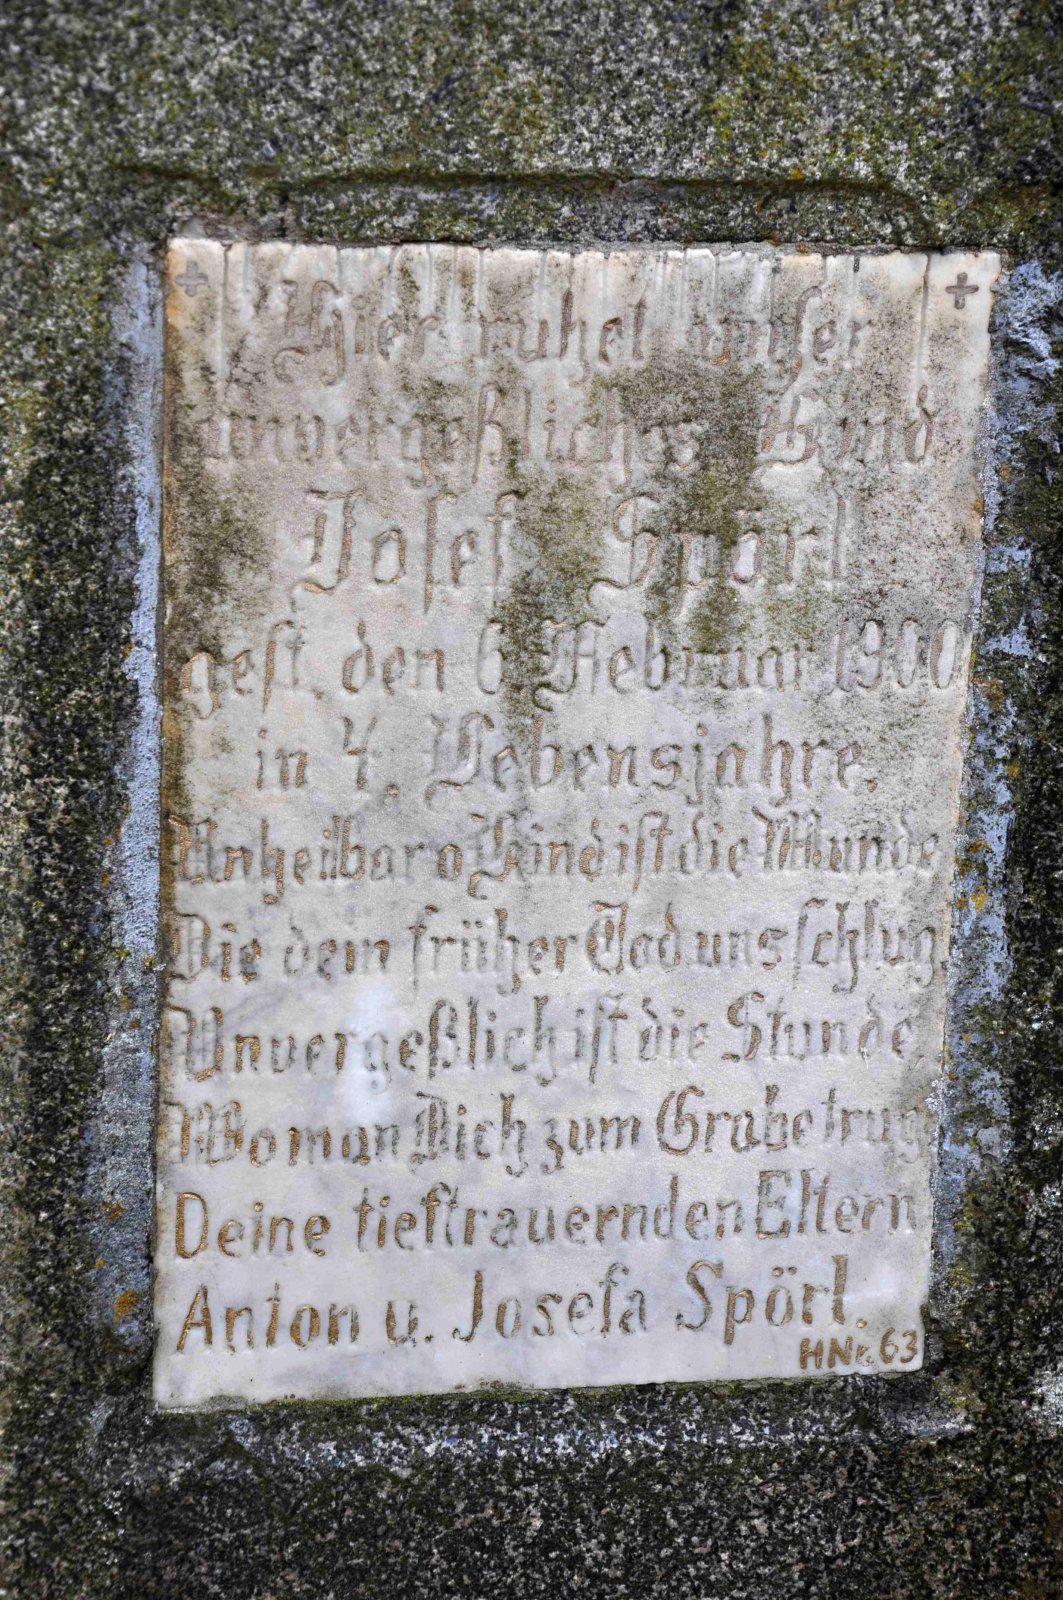 Hier ruhet unser
unvergeßliches Kind
Josef Spörl
gest. den 6. Februar 1900
in 4. Lebensjahre.
Unheilbar o Kind ist die Wunde
Die dem früher Tod uns schlug.
Unvergeßlich ist die Stunde
Wo man Dich zum Grabe trug
Deine tieftrauernden Eltern
Anton u. Josefa Spörl.
HNr. 63